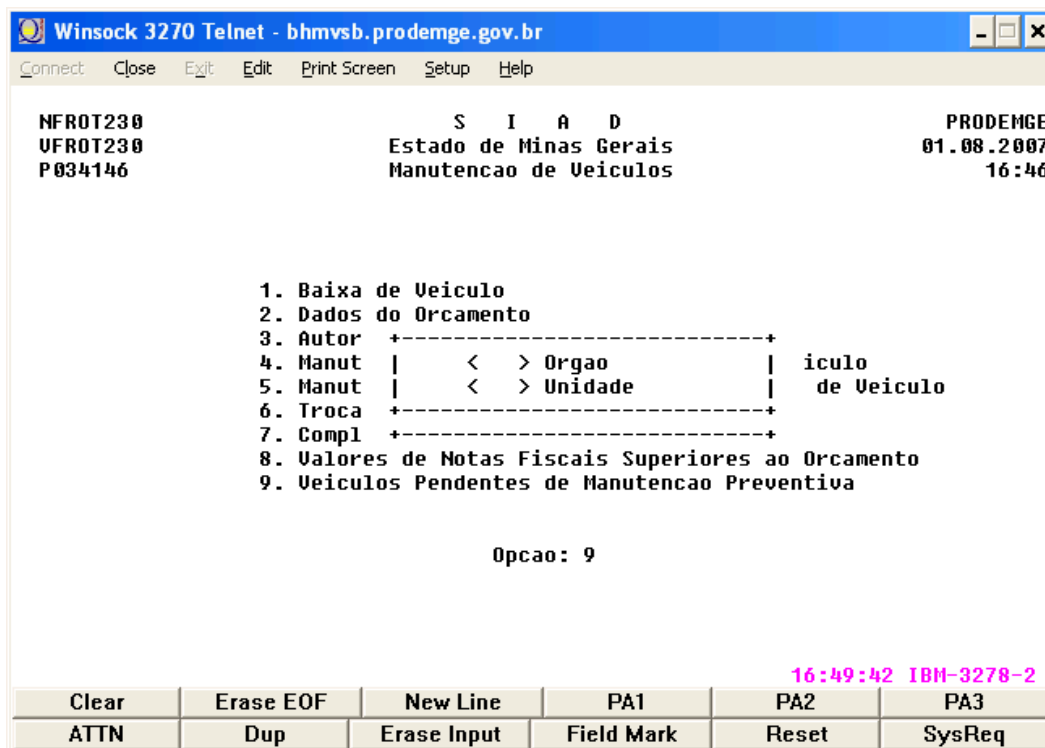 Winsock 3270 Telnet - bhmvsb.prodemge.gov.br
Connect Close Exit Edit Print Screen Setup Help
NFROT230 S I A D PRODEMGE
VFROT230 Estado de Minas Gerais 01.08.2007
P034146 Manutencao de Veiculos 16:46
1. Baixa de Veiculo
2. Dados do Orcamento
3. Autor +----------------------------+
4. Manut | < > Orgao | iculo
5. Manut | < > Unidade | de Veiculo
6. Troca +----------------------------+
7. Compl +----------------------------+
8. Valores de Notas Fiscais Superiores ao Orcamento
9. Veiculos Pendentes de Manutencao Preventiva
Opcao: 9
16:49:42 IBM-3278-2
Clear Erase EOF New Line PA1 PA2 PA3
ATTN Dup Erase Input Field Mark Reset SysReq